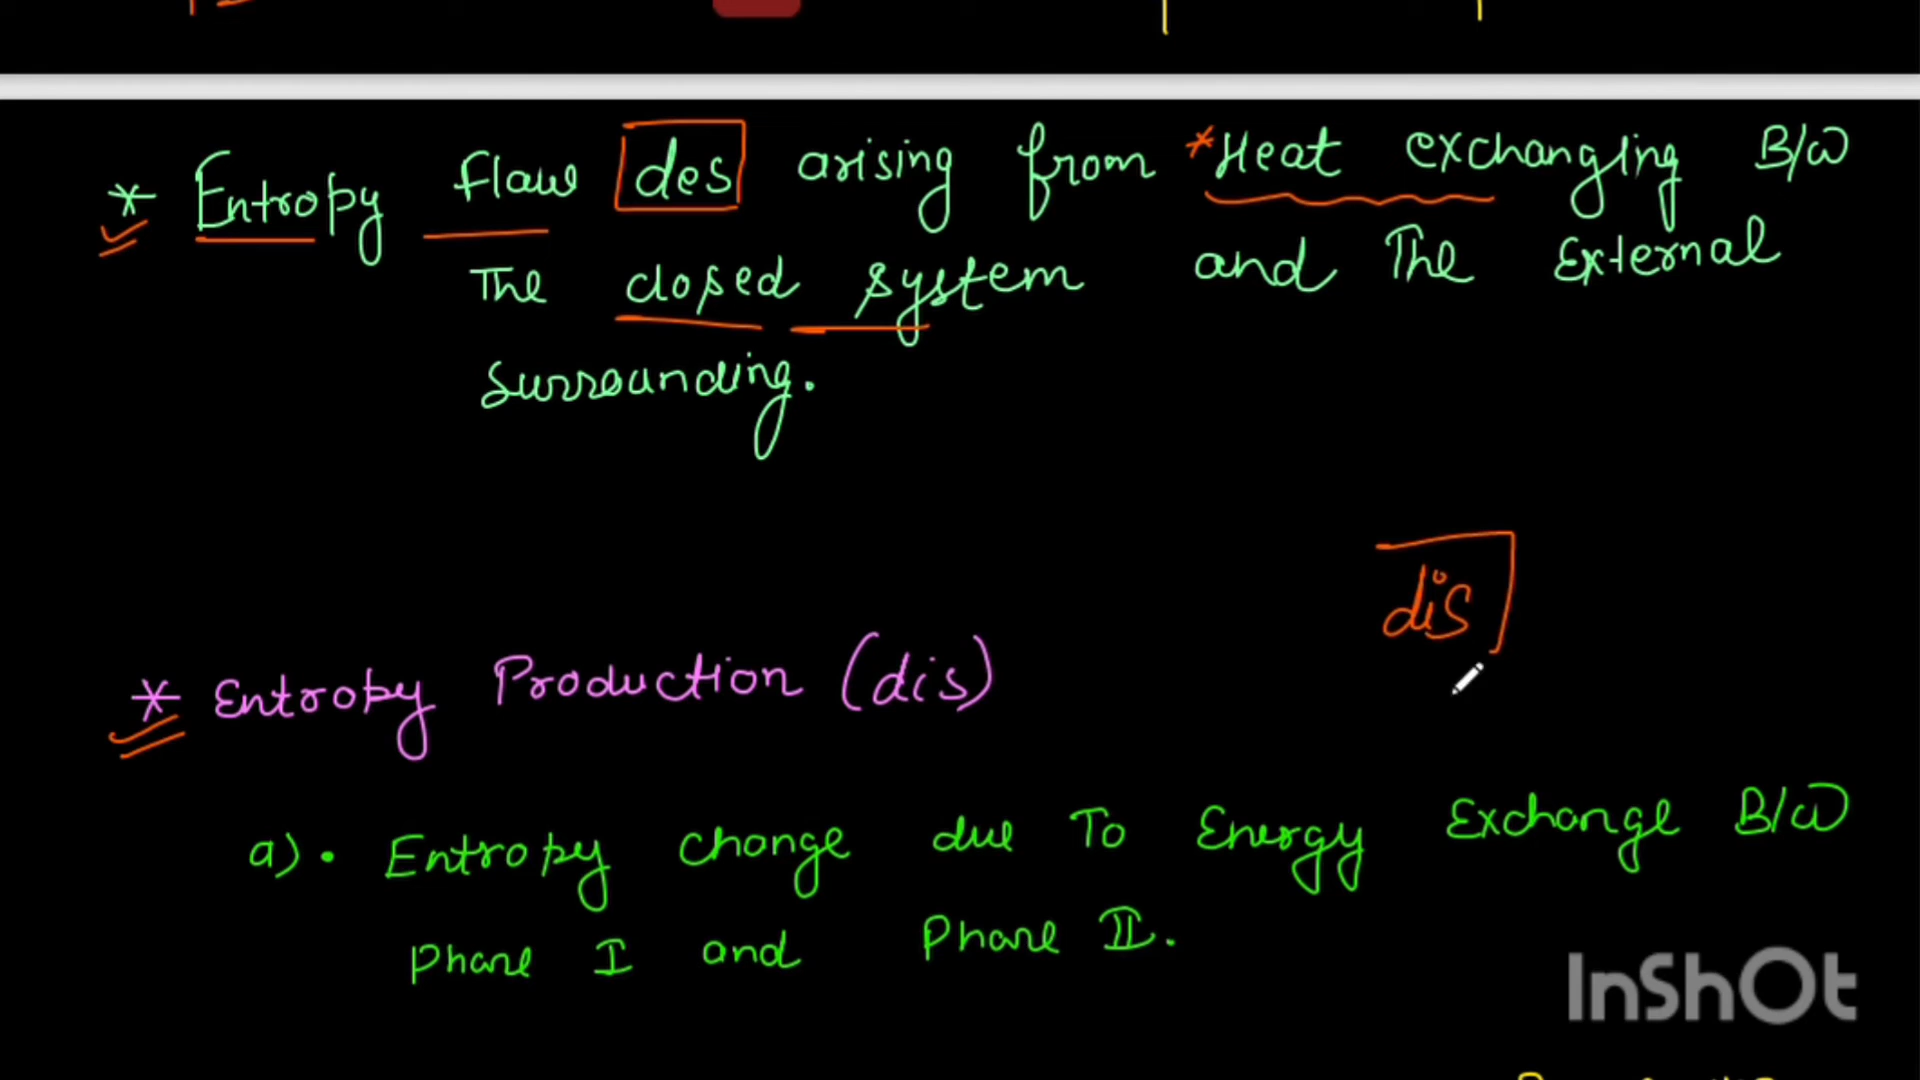 * Entropy flow des arising from *Heat exchanging B/W
The closed system and The External
surrounding.
dis
* Entropy Production (dis)
a). • Entropy change due To Energy Exchange B/W
Phase I and Phase II.
InShOt